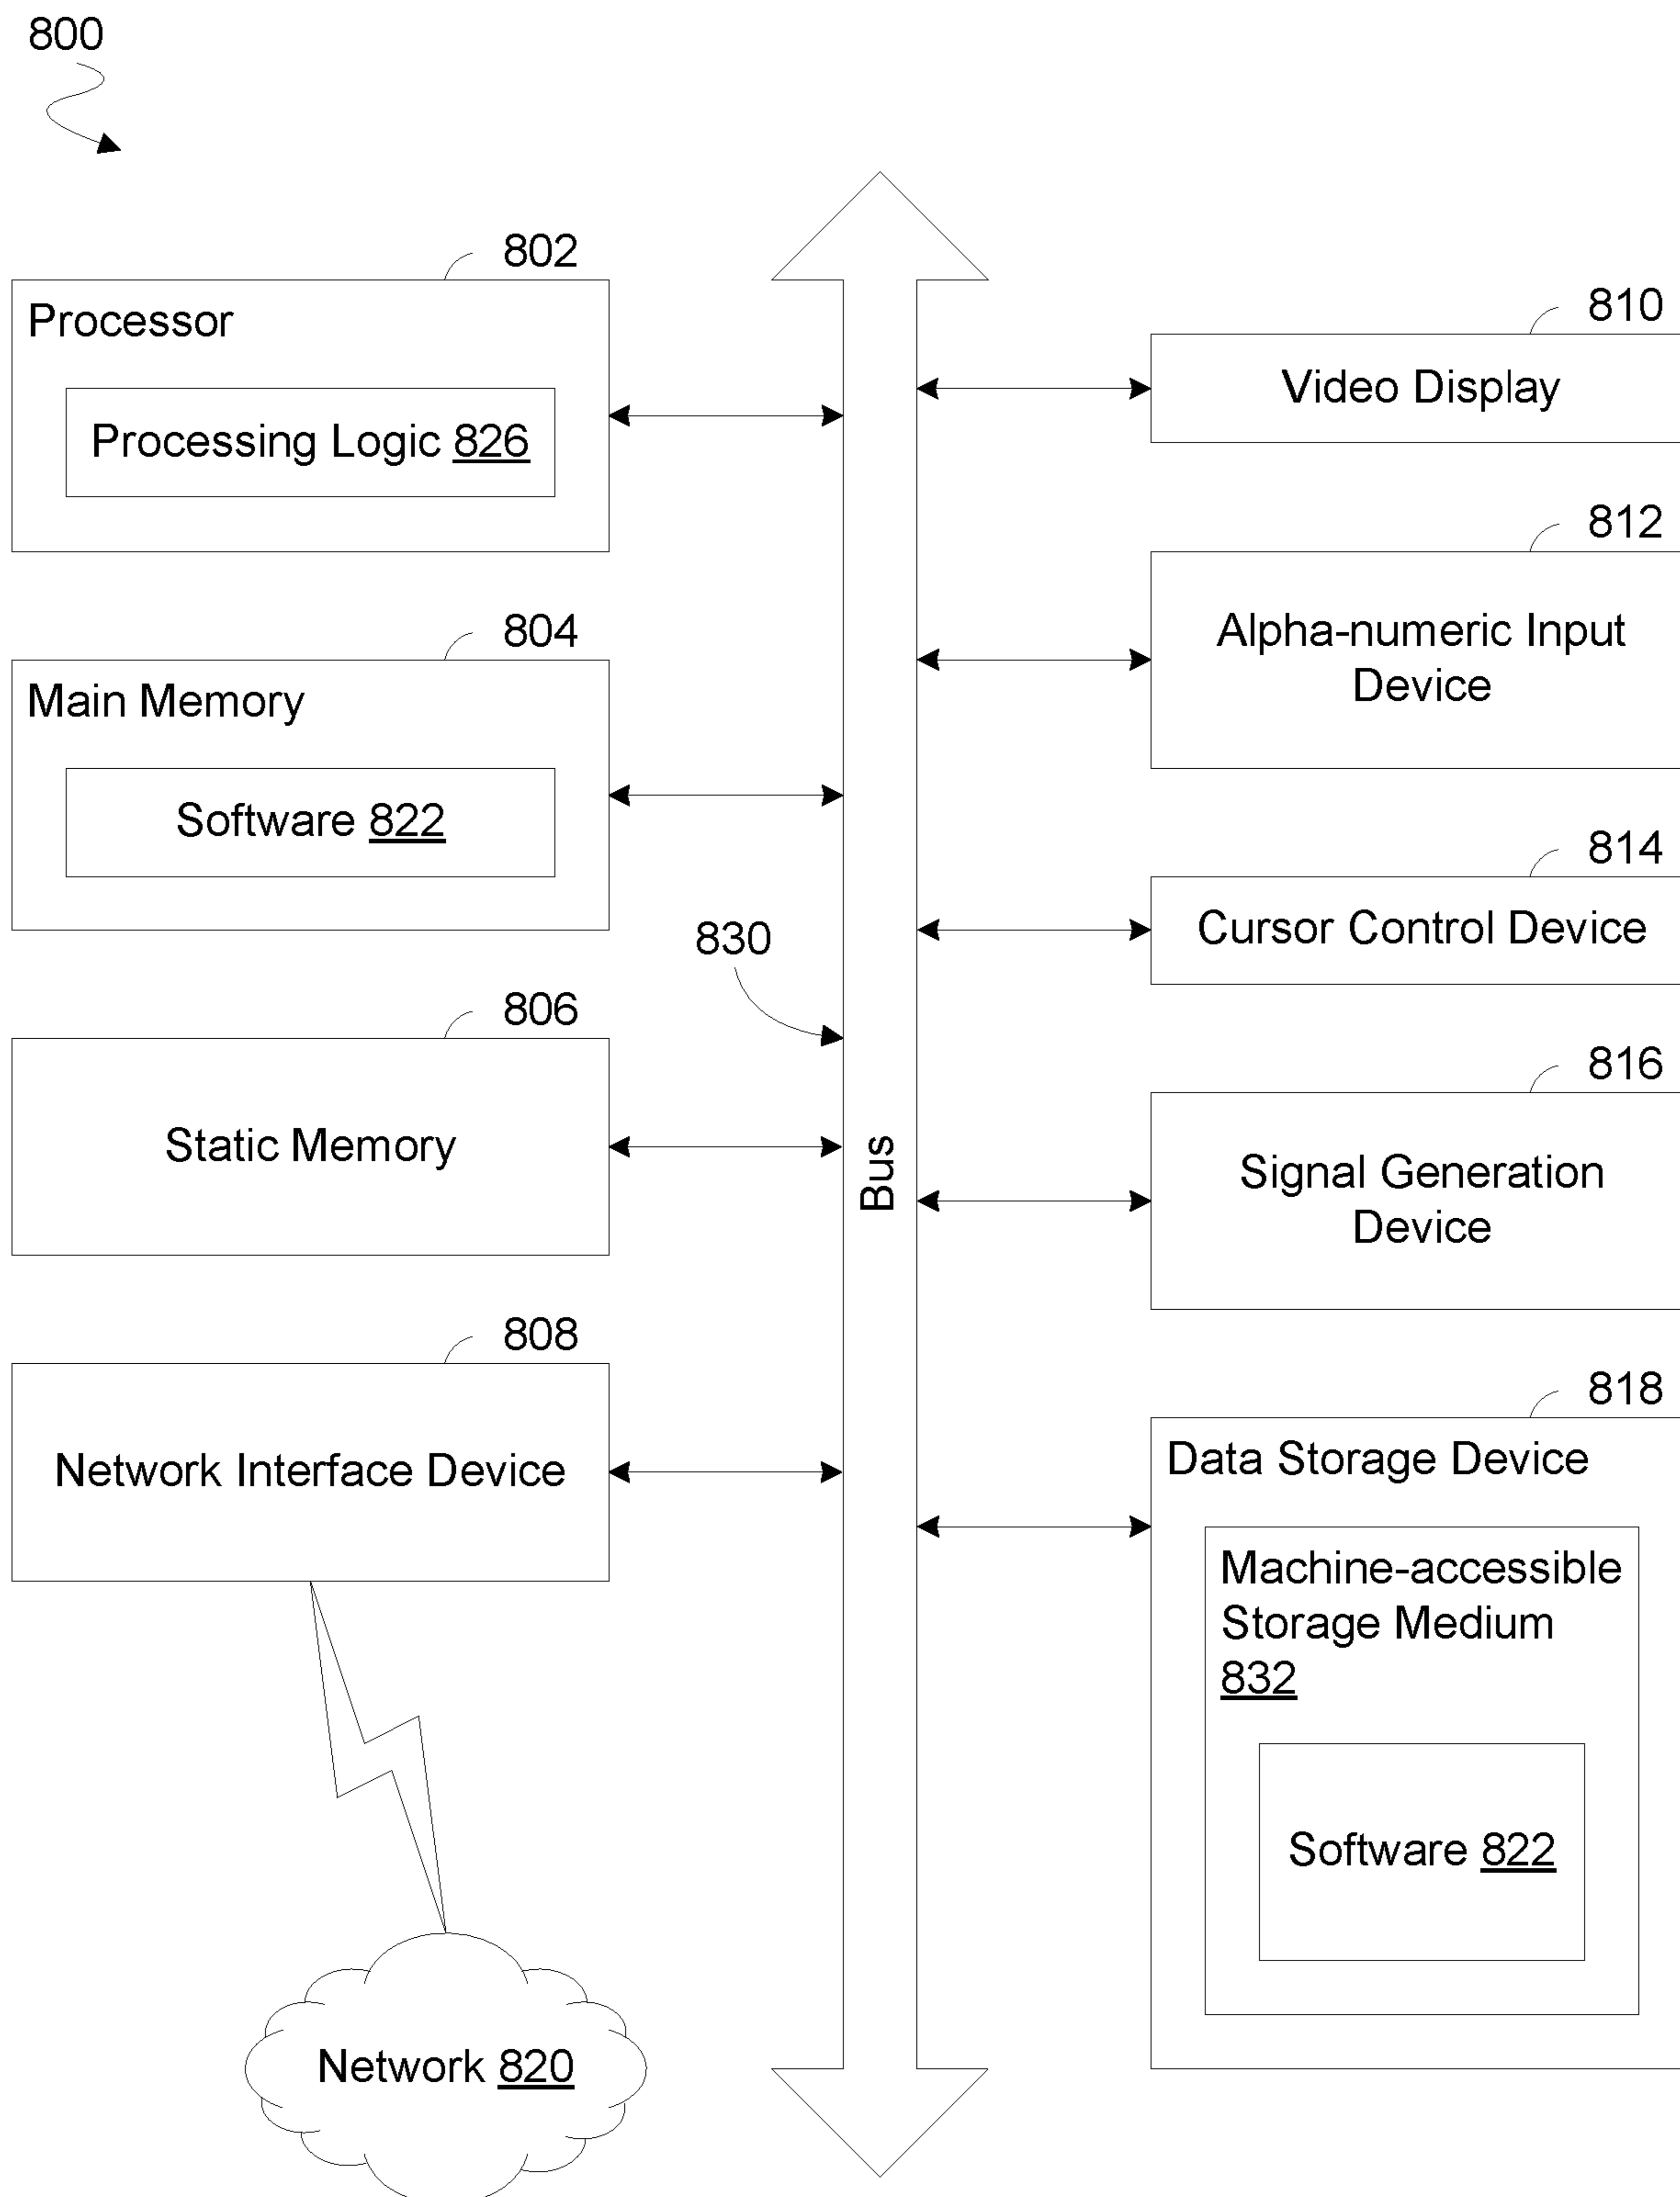 800
802
Processor
Processing Logic 826
804
Main Memory
Software 822
806
Static Memory
808
Network Interface Device
Network 820
830
Bus
810
Video Display
812
Alpha-numeric Input
Device
814
Cursor Control Device
816
Signal Generation
Device
818
Data Storage Device
Machine-accessible
Storage Medium
832
Software 822